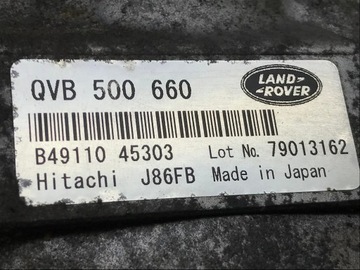 QVB 500 660
LAND-
-ROVER
B49110 45303 Lot No. 79013162
Hitachi J86FB Made in Japan